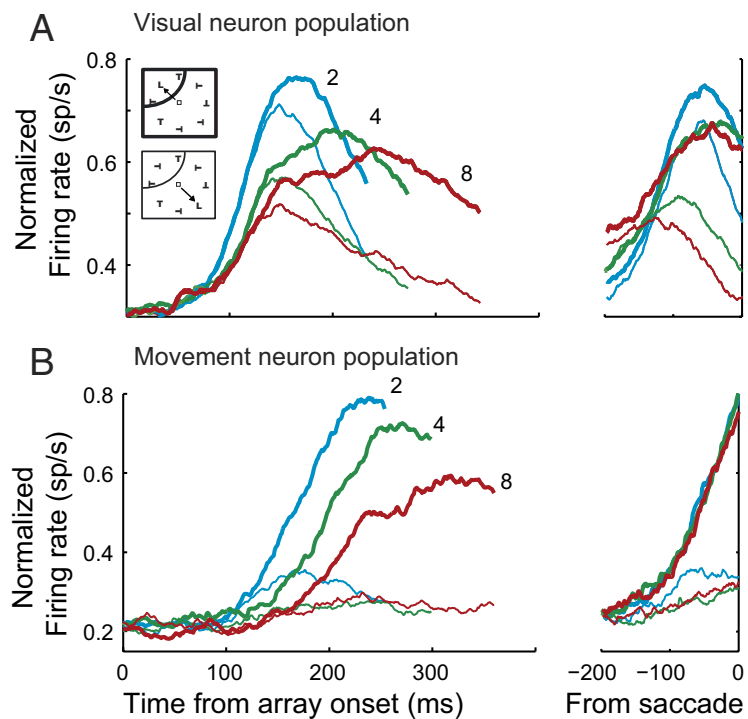 A Visual neuron population
0.8
0.6
0.4
Normalized
Firing rate (sp/s)
T
L
T
T
T
T
T
T
T
T
T
T
T
L
2
4
8
−100
B Movement neuron population
0.8
0.6
0.4
0.2
Normalized
Firing rate (sp/s)
2
4
8
0 100 200 300
Time from array onset (ms)
−200 −100 0
From saccade